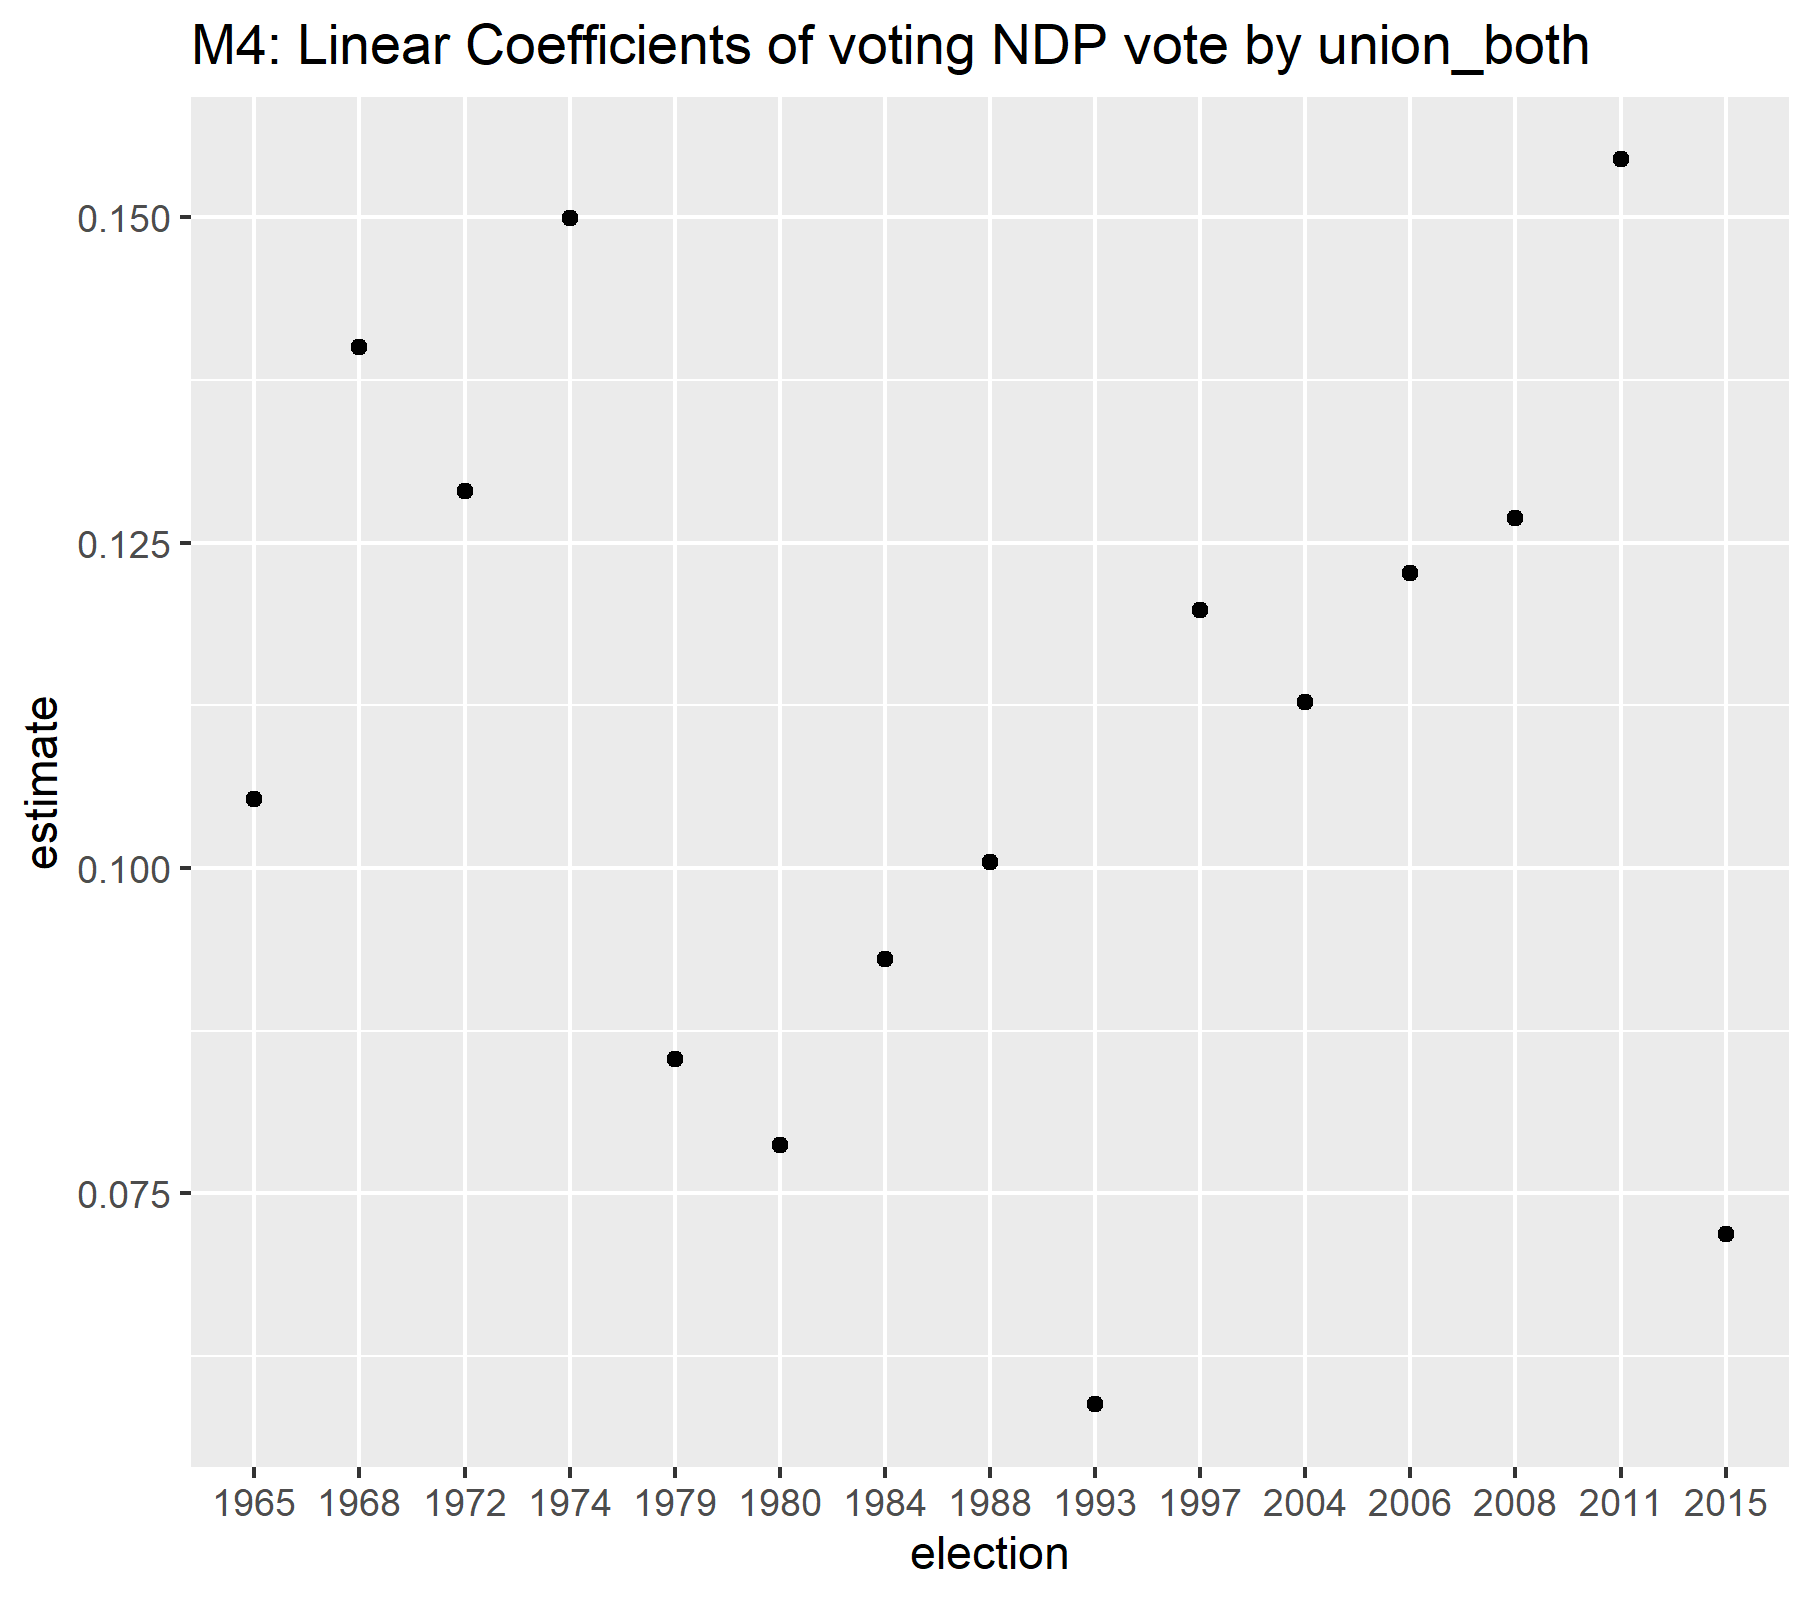 M4: Linear Coefficients of voting NDP vote by union_both
0.150
0.125
0.100
0.075
estimate
1965 1968 1972 1974 1979 1980 1984 1988 1993 1997 2004 2006 2008 2011 2015
election